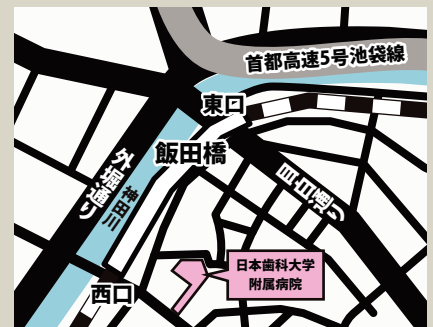 首都高速5号池袋線
東口
飯田橋
外堀通り
神田川
目白通り
日本歯科大学
附属病院
西口